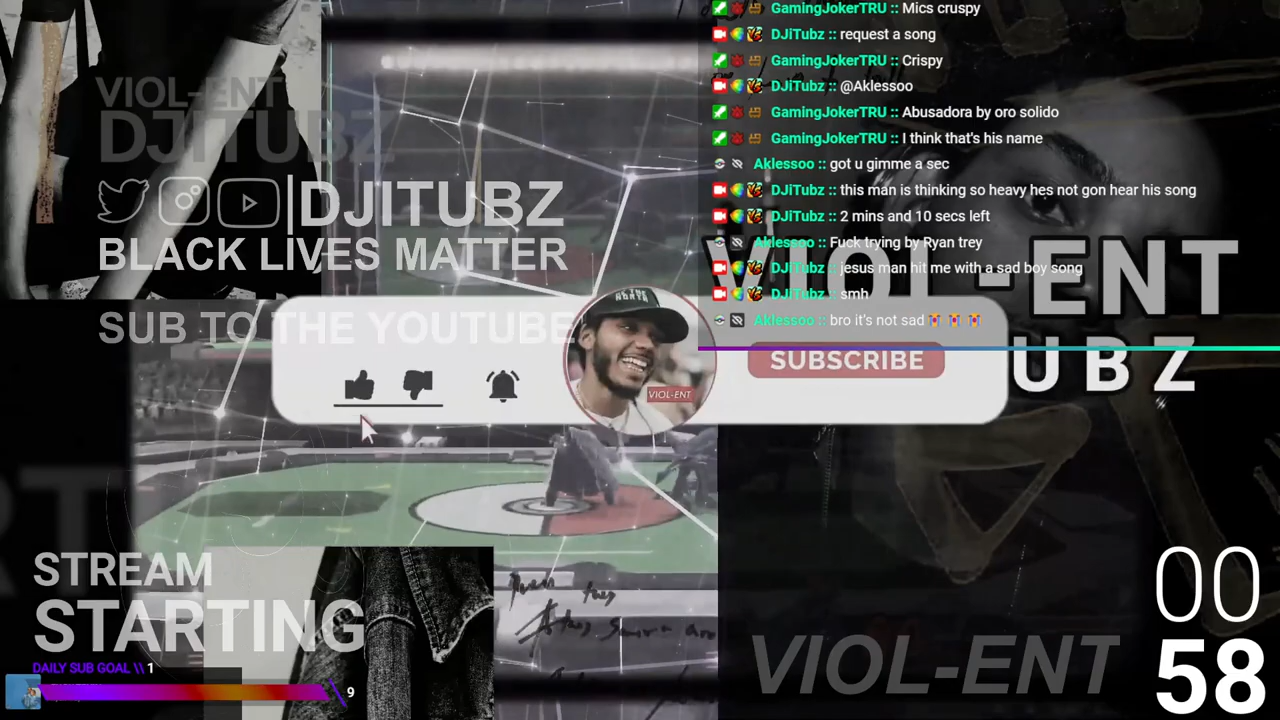 VIOL-ENT
DJITUBZ
|DJITUBZ
BLACK LIVES MATTER
SUB TO THE YOUTUBE
GamingJokerTRU :: Mics cruspy
DJiTubz :: request a song
GamingJokerTRU :: Crispy
DJiTubz :: @Aklessoo
GamingJokerTRU :: Abusadora by oro solido
GamingJokerTRU :: I think that's his name
Aklessoo :: got u gimme a sec
DJiTubz :: this man is thinking so heavy hes not gon hear his song
DJiTubz :: 2 mins and 10 secs left
Aklessoo :: Fuck trying by Ryan trey
DJiTubz :: jesus man hit me with a sad boy song
DJiTubz :: smh
Aklessoo :: bro it's not sad
VIOL-ENT
UBZ
VIOL-ENT
SUBSCRIBE
STREAM
STARTING
DAILY SUB GOAL \\ 1
9
VIOL-ENT
00
58